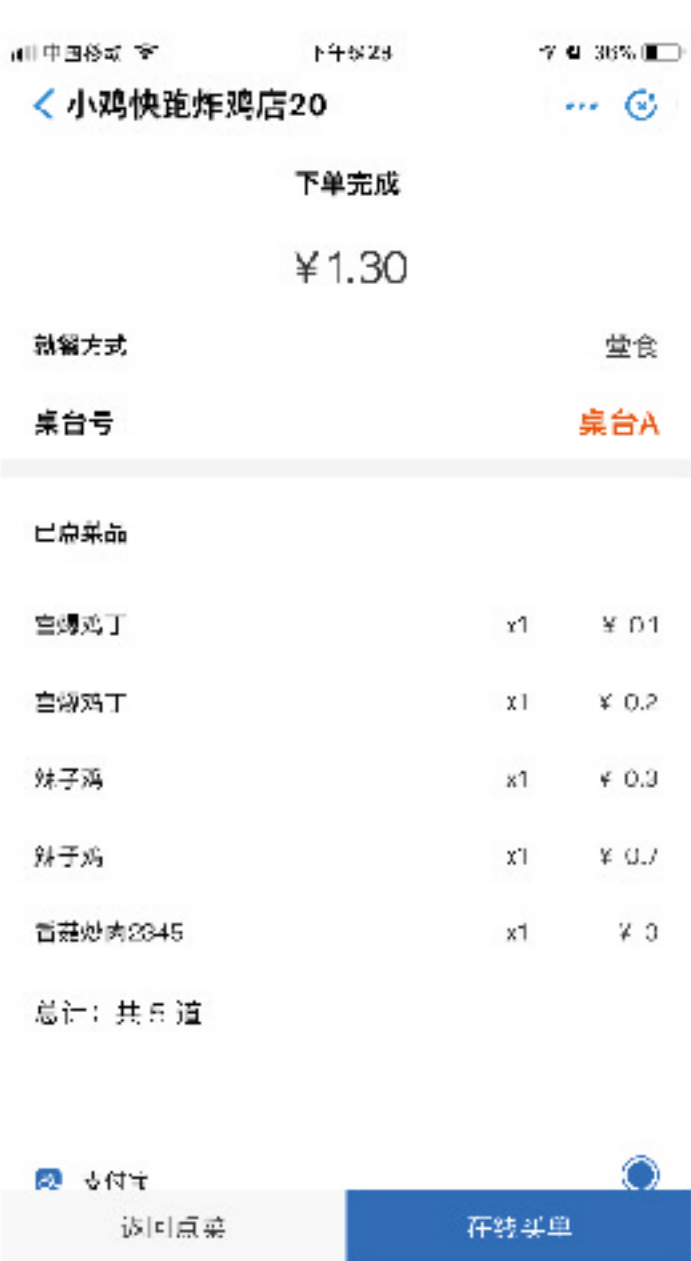 中国移动 下午6:23 36%
小鸡快跑炸鸡店20
下单完成
¥1.30
就餐方式 堂食
桌台号 桌台A
已点菜品
宫爆鸡丁 x1 ¥ 0.1
宫爆鸡丁 x1 ¥ 0.2
辣子鸡 x1 ¥ 0.3
辣子鸡 x1 ¥ 0.7
香菇炒肉2345 x1 ¥ 0
总计：共 5 道
支付宝
返回点菜 在线买单